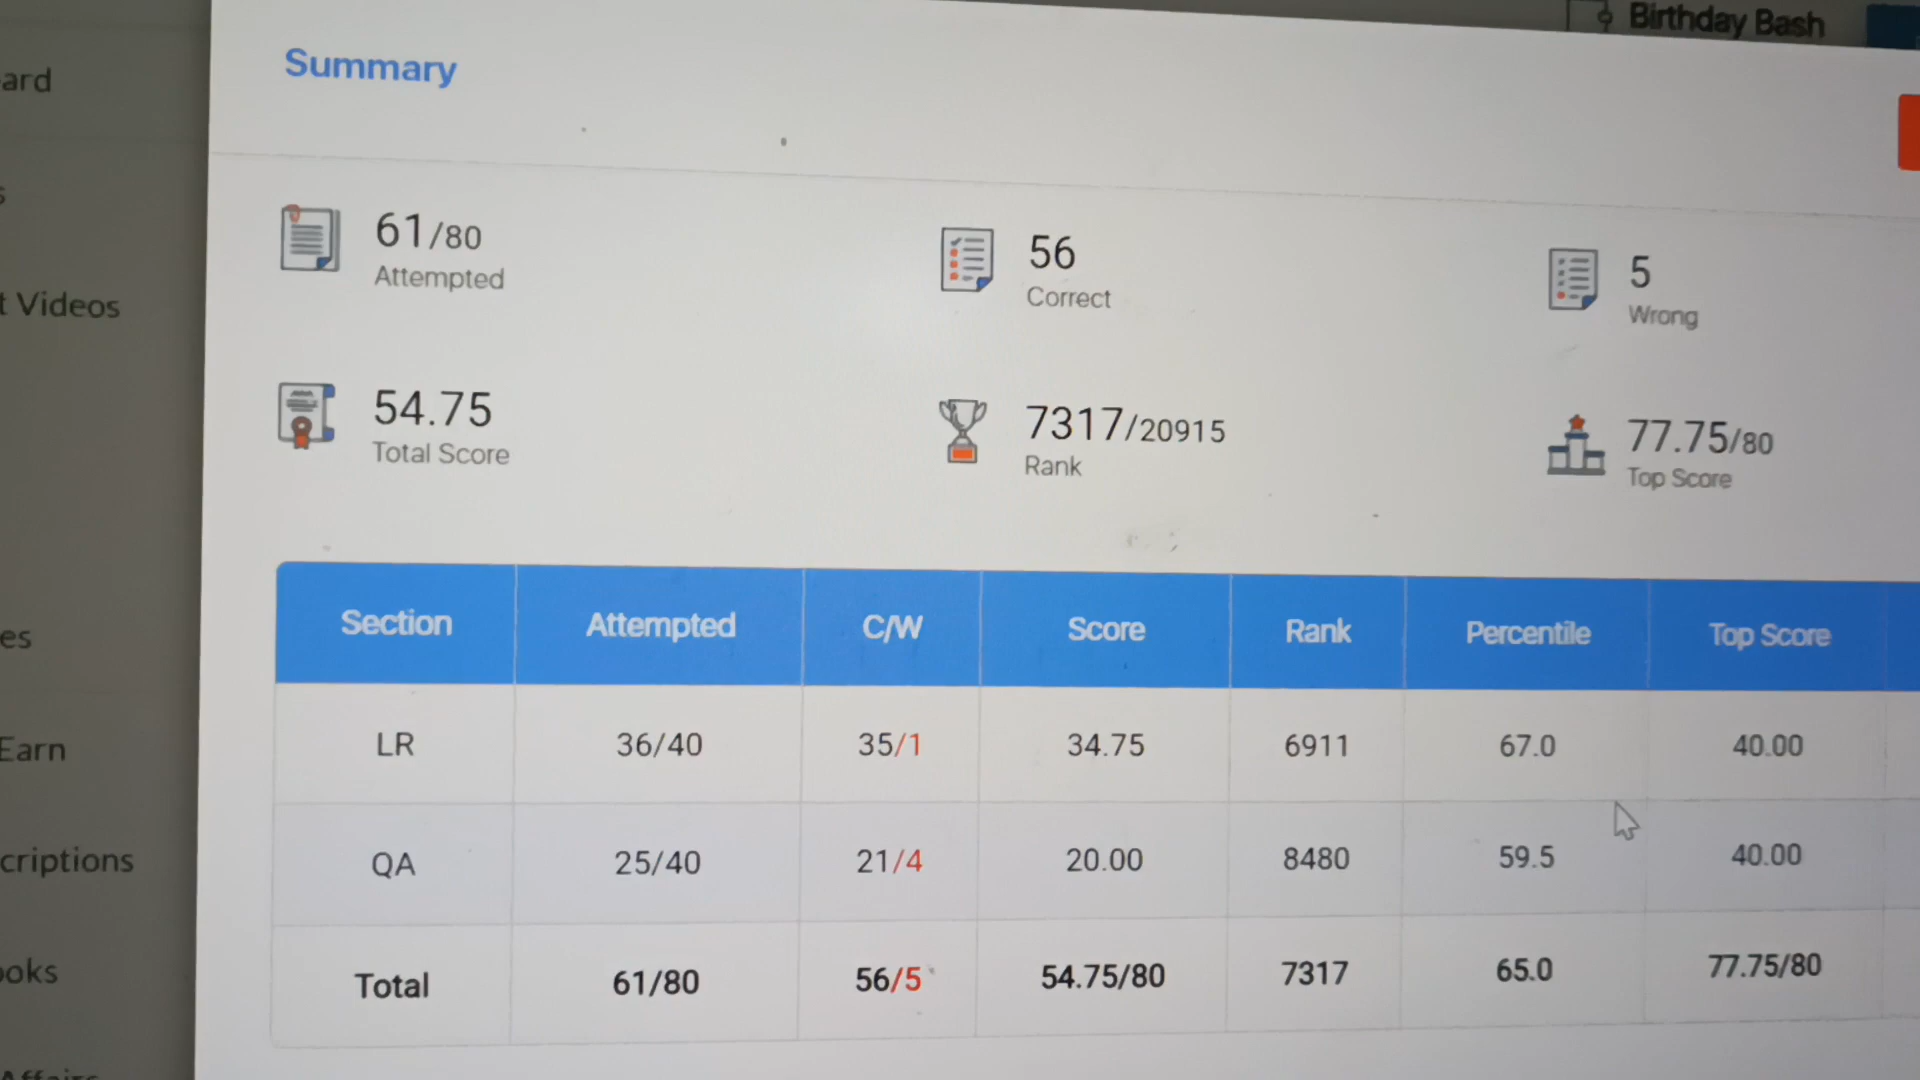 Birthday Bash
Summary
ard
s
61/80
Attempted
56
Correct
5
Wrong
t Videos
54.75
Total Score
7317/20915
Rank
77.75/80
Top Score
Section Attempted C/W Score Rank Percentile Top Score
es
LR 36/40 35/1 34.75 6911 67.0 40.00
Earn
QA 25/40 21/4 20.00 8480 59.5 40.00
criptions
Total 61/80 56/5 54.75/80 7317 65.0 77.75/80
ooks
Affairs